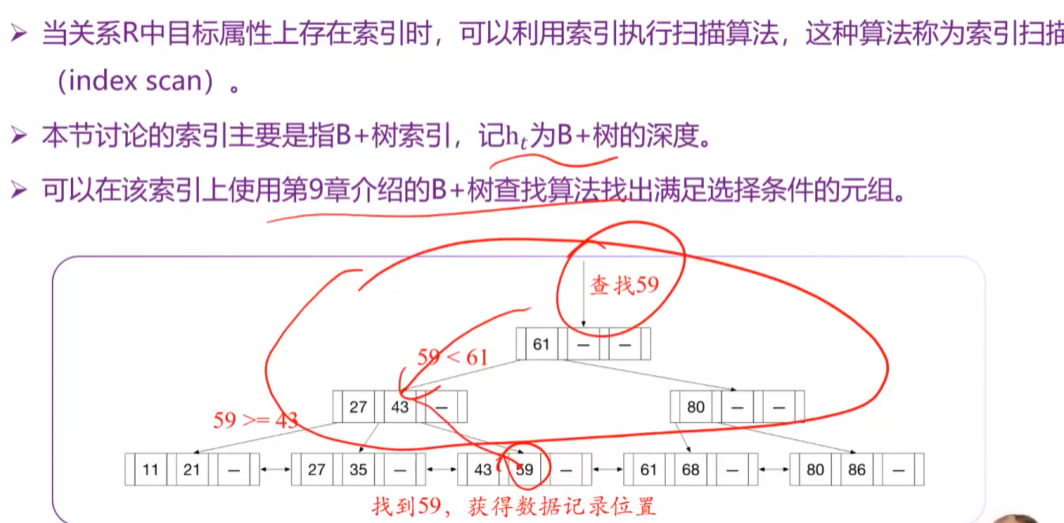 当关系R中目标属性上存在索引时，可以利用索引执行扫描算法，这种算法称为索引扫描
（index scan）。
本节讨论的索引主要是指B+树索引，记hₜ为B+树的深度。
可以在该索引上使用第9章介绍的B+树查找算法找出满足选择条件的元组。
查找59
61 — —
59 < 61
27 43 —
80 — —
59 >= 43
11 21 —
27 35 —
43 59 —
61 68 —
80 86 —
找到59，获得数据记录位置